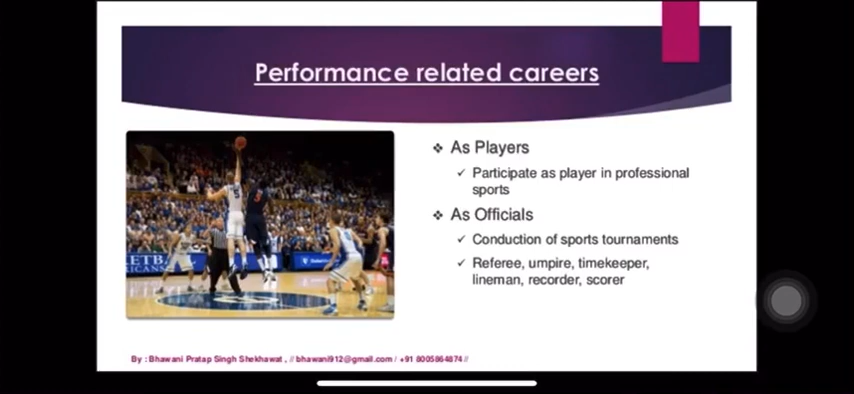 Performance related careers
As Players
Participate as player in professional
sports
As Officials
Conduction of sports tournaments
Referee, umpire, timekeeper,
lineman, recorder, scorer
By : Bhawani Pratap Singh Shekhawat , // bhawani912@gmail.com / +91 8005864874 //